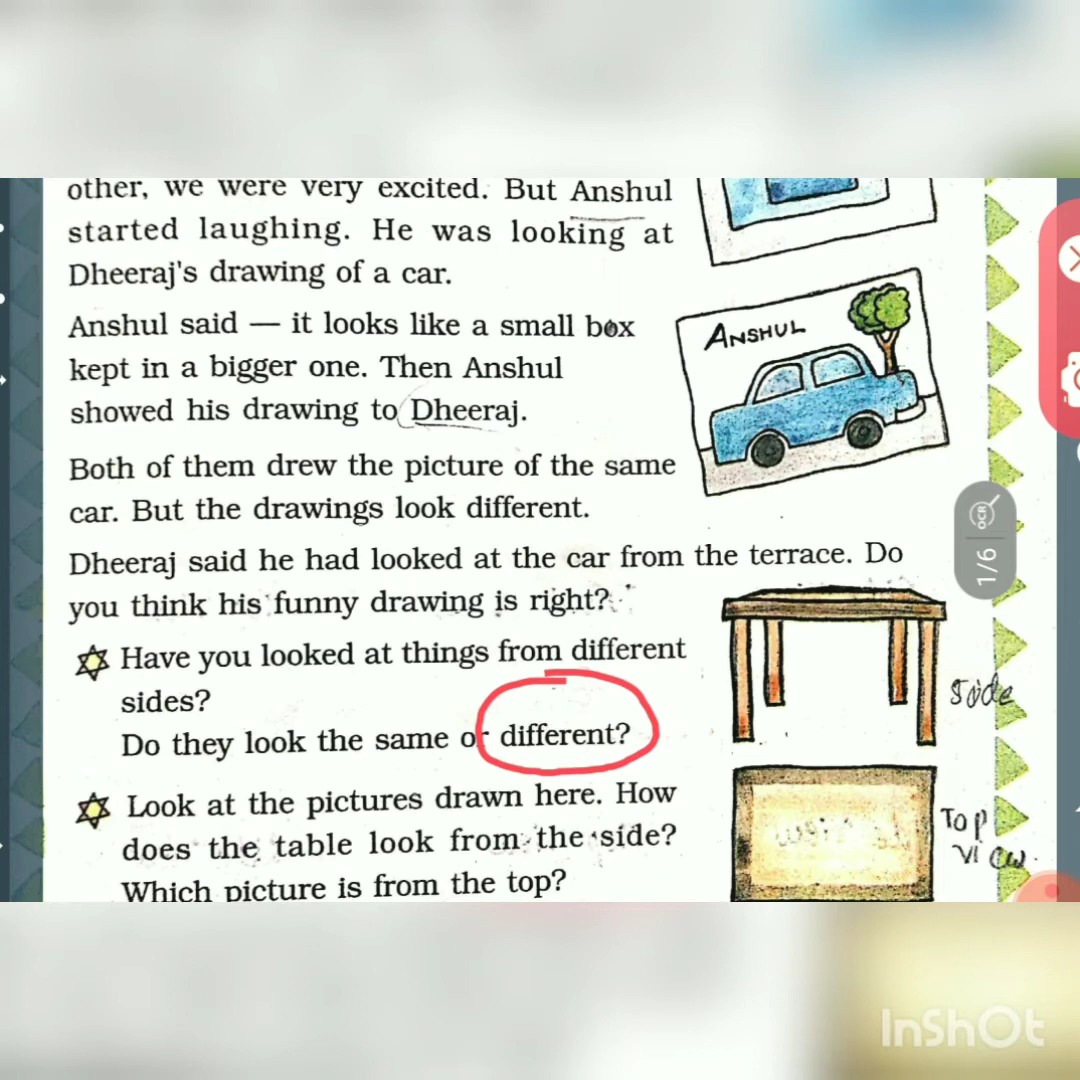 other, we were very excited. But Anshul
started laughing. He was looking at
Dheeraj's drawing of a car.
Anshul said — it looks like a small box
kept in a bigger one. Then Anshul
showed his drawing to Dheeraj.
ANSHUL
Both of them drew the picture of the same
car. But the drawings look different.
Dheeraj said he had looked at the car from the terrace. Do
you think his funny drawing is right?
Have you looked at things from different
sides?
Do they look the same or different?
Side
Look at the pictures drawn here. How
does the table look from the side?
Which picture is from the top?
Top
view
OCR
1/6
InShOt